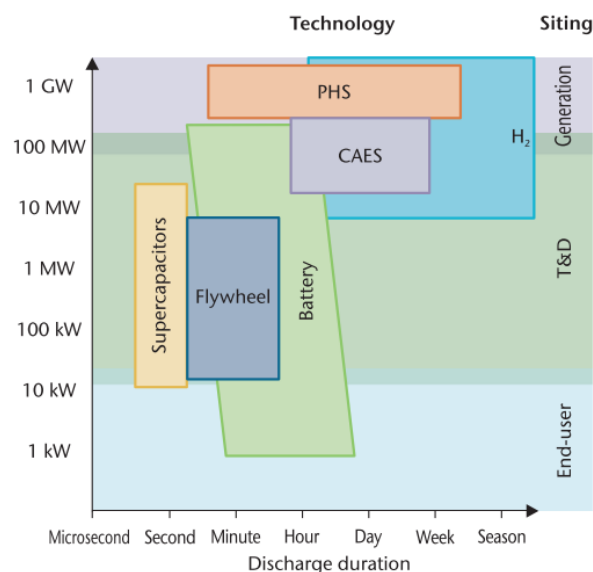 Technology
Siting
1 GW
100 MW
10 MW
1 MW
100 kW
10 kW
1 kW
PHS
CAES
H₂
Supercapacitors
Flywheel
Battery
Generation
T&D
End-user
Microsecond Second Minute Hour Day Week Season
Discharge duration